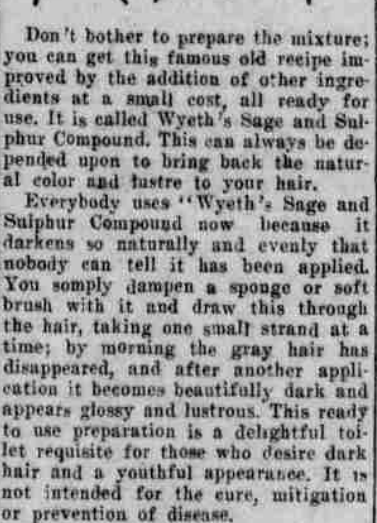 Don't bother to prepare the mixture;
you can get this famous old recipe im-
proved by the addition of other ingre-
dients at a small cost, all ready for
use. It is called Wyeth's Sage and Sul-
phur Compound. This can always be de-
pended upon to bring back the natur-
al color and lustre to your hair.
Everybody uses "Wyeth's Sage and
Sulphur Compound now because it
darkens so naturally and evenly that
nobody can tell it has been applied.
You somply dampen a sponge or soft
brush with it and draw this through
the hair, taking one small strand at a
time; by morning the gray hair has
disappeared, and after another appli-
cation it becomes beautifully dark and
appears glossy and lustrous. This ready
to use preparation is a delightful toi-
let requisite for those who desire dark
hair and a youthful appearance. It is
not intended for the cure, mitigation
or prevention of disease.